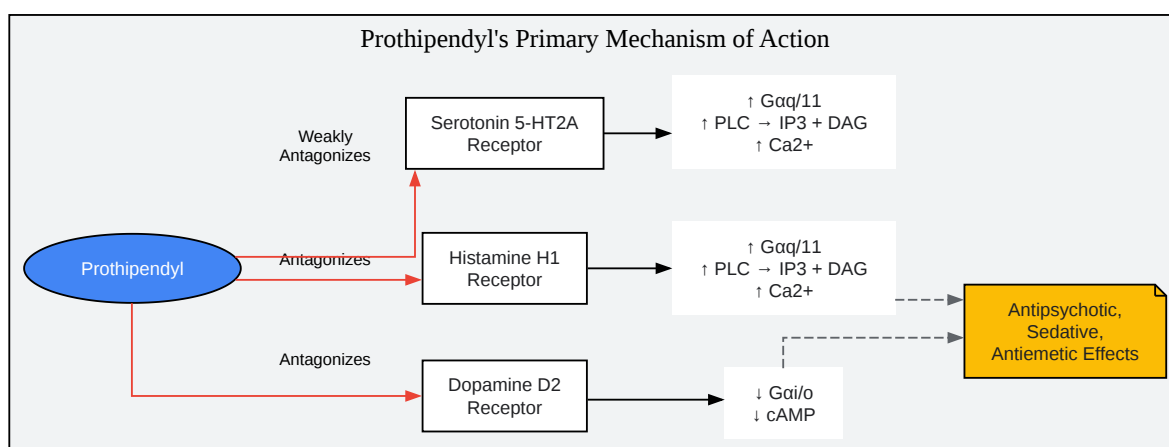 Prothipendyl's Primary Mechanism of Action
Weakly
Antagonizes
Serotonin 5-HT2A
Receptor
↑ Gαq/11
↑ PLC → IP3 + DAG
↑ Ca2+
Prothipendyl
Antagonizes
Histamine H1
Receptor
↑ Gαq/11
↑ PLC → IP3 + DAG
↑ Ca2+
Antagonizes
Dopamine D2
Receptor
↓ Gαi/o
↓ cAMP
Antipsychotic,
Sedative,
Antiemetic Effects